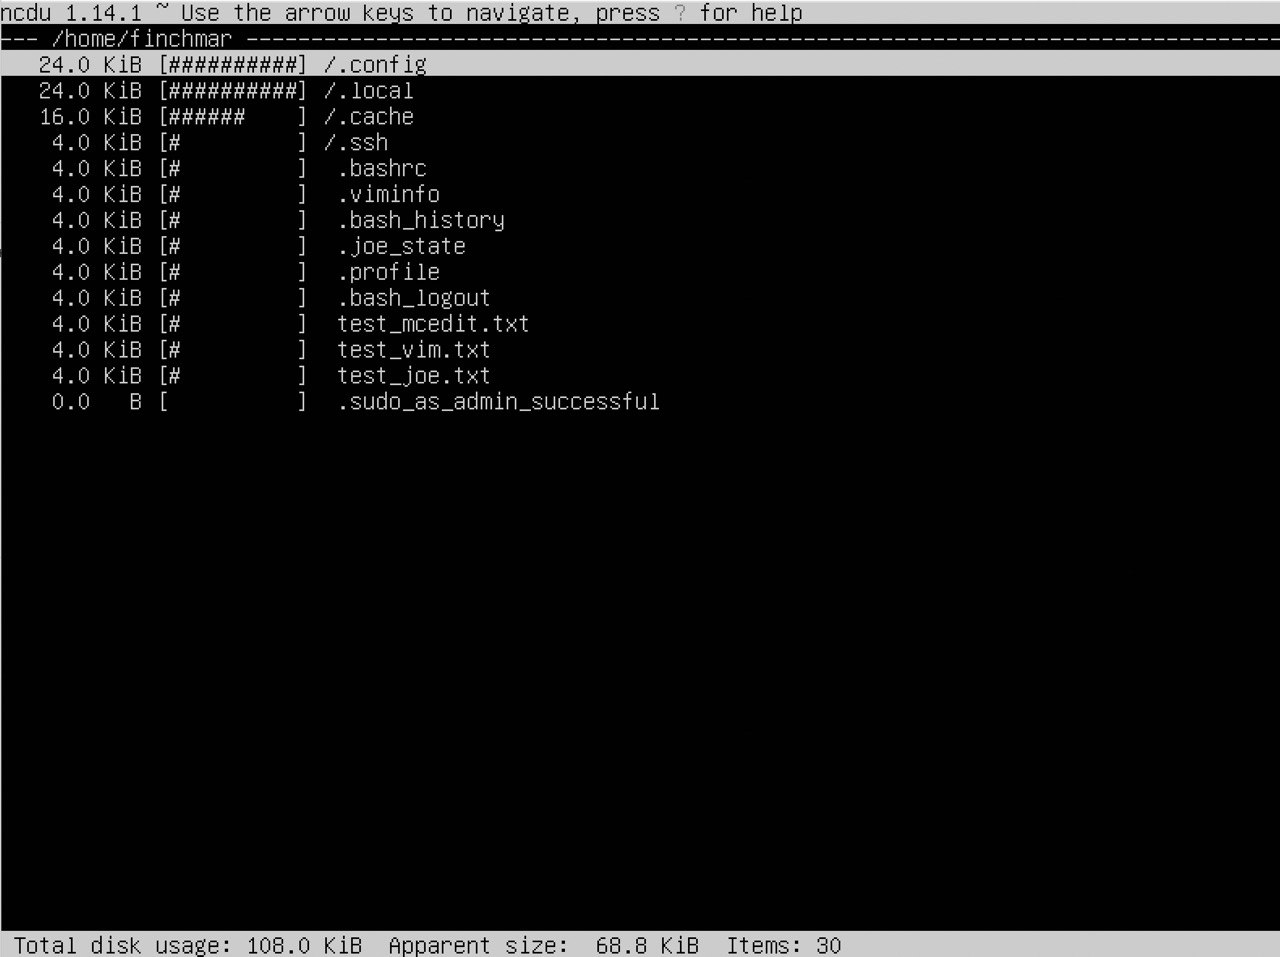 ncdu 1.14.1 ~ Use the arrow keys to navigate, press ? for help
--- /home/finchmar --------------------------------------------------------------------------------
   24.0 KiB [##########] /.config
   24.0 KiB [##########] /.local
   16.0 KiB [######    ] /.cache
    4.0 KiB [#         ] /.ssh
    4.0 KiB [#         ]  .bashrc
    4.0 KiB [#         ]  .viminfo
    4.0 KiB [#         ]  .bash_history
    4.0 KiB [#         ]  .joe_state
    4.0 KiB [#         ]  .profile
    4.0 KiB [#         ]  .bash_logout
    4.0 KiB [#         ]  test_mcedit.txt
    4.0 KiB [#         ]  test_vim.txt
    4.0 KiB [#         ]  test_joe.txt
    0.0   B [          ]  .sudo_as_admin_successful
 Total disk usage: 108.0 KiB  Apparent size:  68.8 KiB  Items: 30